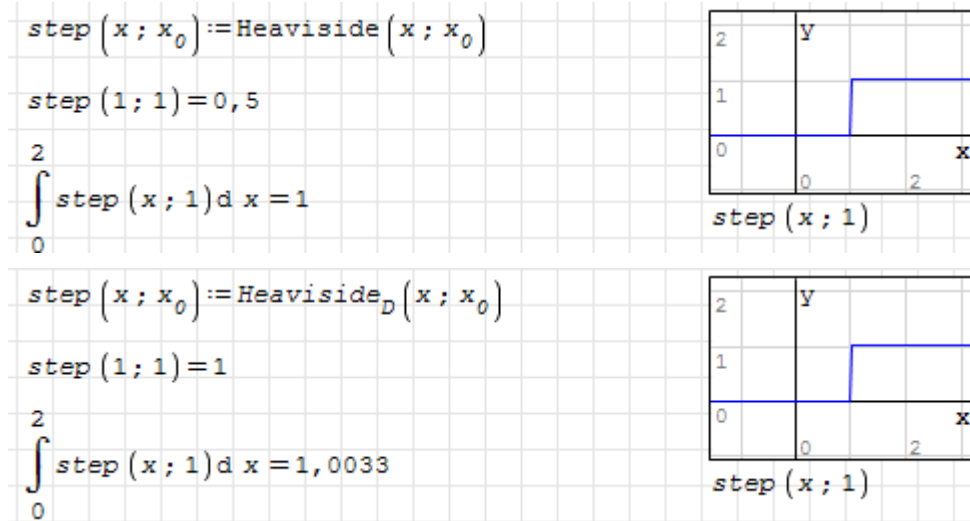 step(x; x₀):=Heaviside(x; x₀)
step(1; 1)=0,5
2
∫ step(x; 1)d x=1
0
2 y
1
0 x
0 2
step(x; 1)
step(x; x₀):=Heaviside_D(x; x₀)
step(1; 1)=1
2
∫ step(x; 1)d x=1,0033
0
2 y
1
0 x
0 2
step(x; 1)